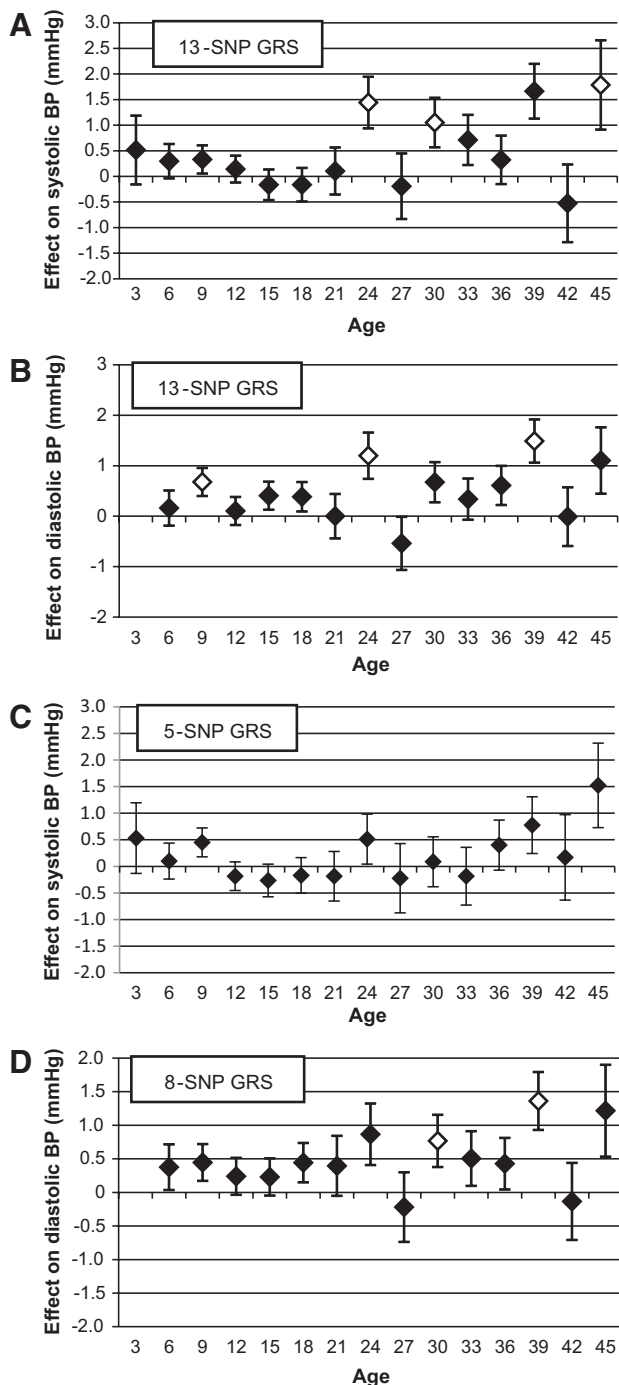 A
13-SNP GRS
Effect on systolic BP (mmHg)
3.0
2.5
2.0
1.5
1.0
0.5
0
-0.5
-1.0
-1.5
-2.0
3 6 9 12 15 18 21 24 27 30 33 36 39 42 45
Age
B
13-SNP GRS
Effect on diastolic BP (mmHg)
3
2
1
0
-1
-2
3 6 9 12 15 18 21 24 27 30 33 36 39 42 45
Age
C
5-SNP GRS
Effect on systolic BP (mmHg)
3.0
2.5
2.0
1.5
1.0
0.5
0
-0.5
-1.0
-1.5
-2.0
3 6 9 12 15 18 21 24 27 30 33 36 39 42 45
Age
D
8-SNP GRS
Effect on diastolic BP (mmHg)
2.0
1.5
1.0
0.5
0
-0.5
-1.0
-1.5
-2.0
3 6 9 12 15 18 21 24 27 30 33 36 39 42 45
Age